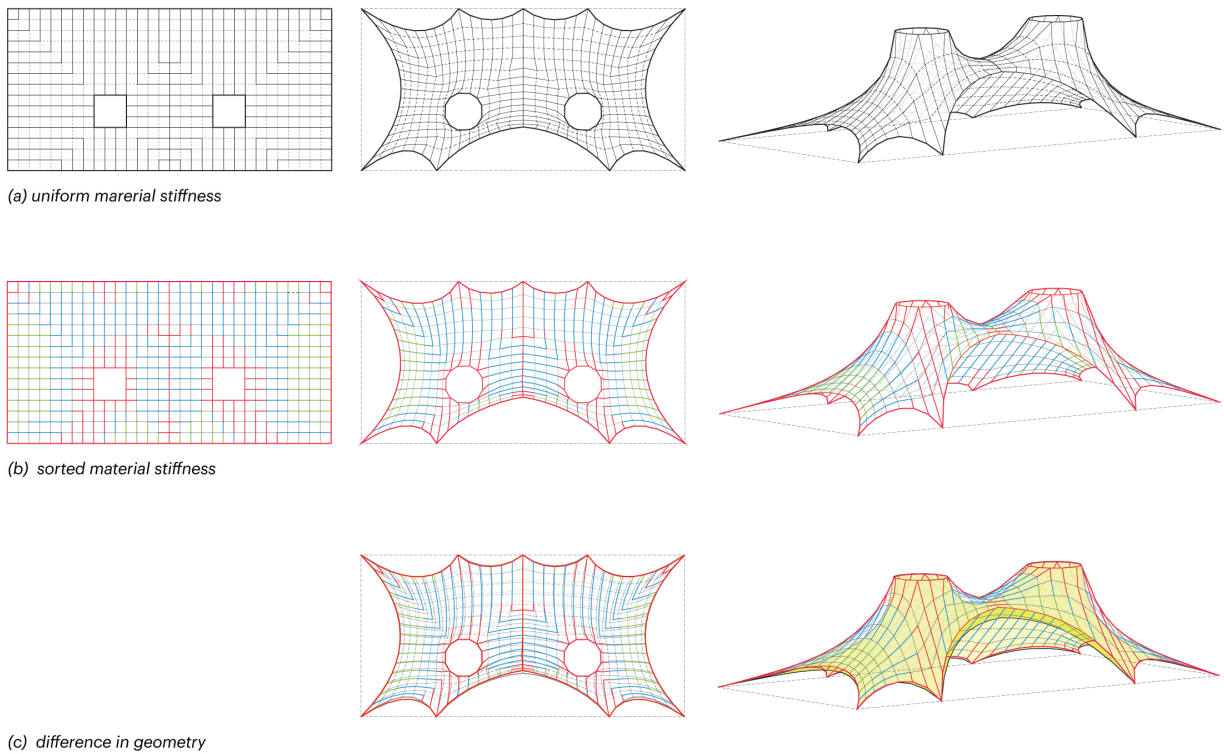 (a) uniform marerial stiffness
(b) sorted material stiffness
(c) difference in geometry